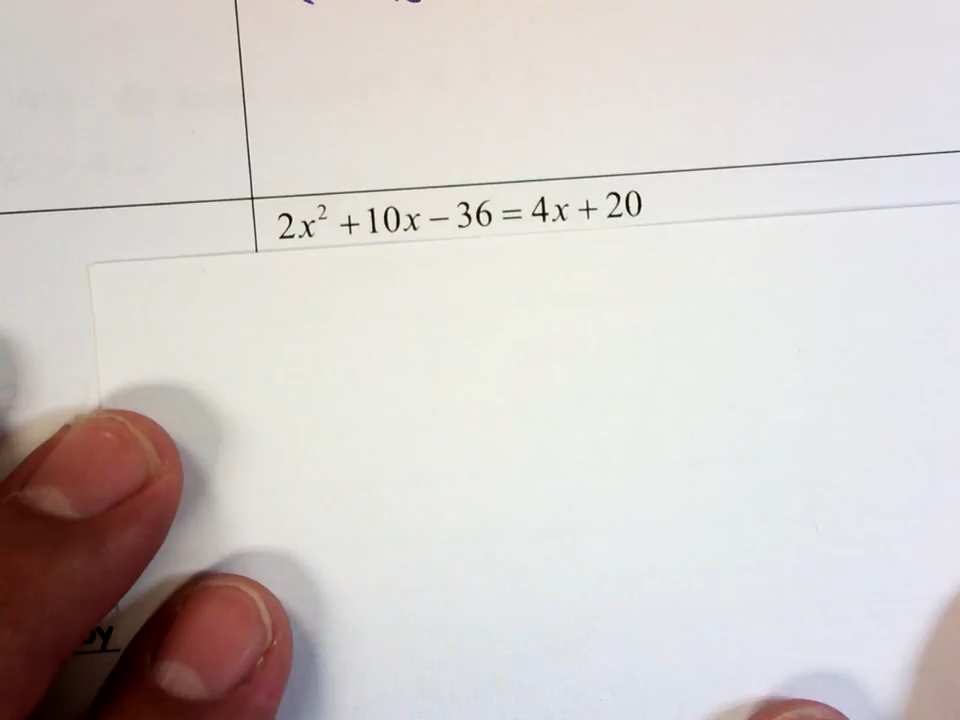 2x² + 10x − 36 = 4x + 20